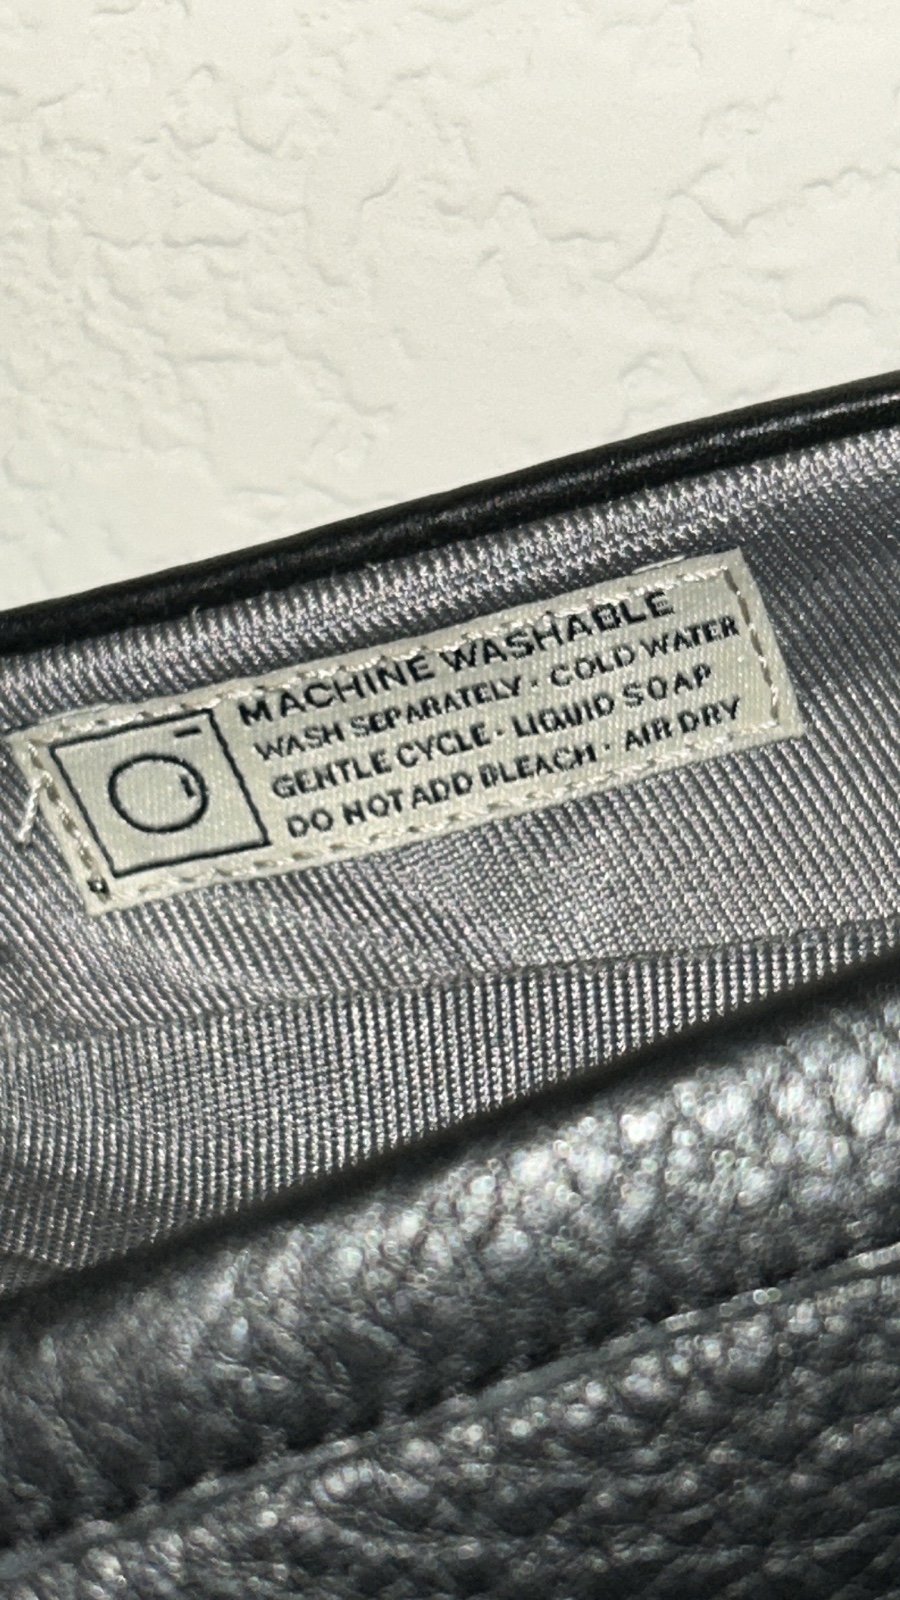 MACHINE WASHABLE
WASH SEPARATELY · COLD WATER
GENTLE CYCLE · LIQUID SOAP
DO NOT ADD BLEACH · AIR DRY